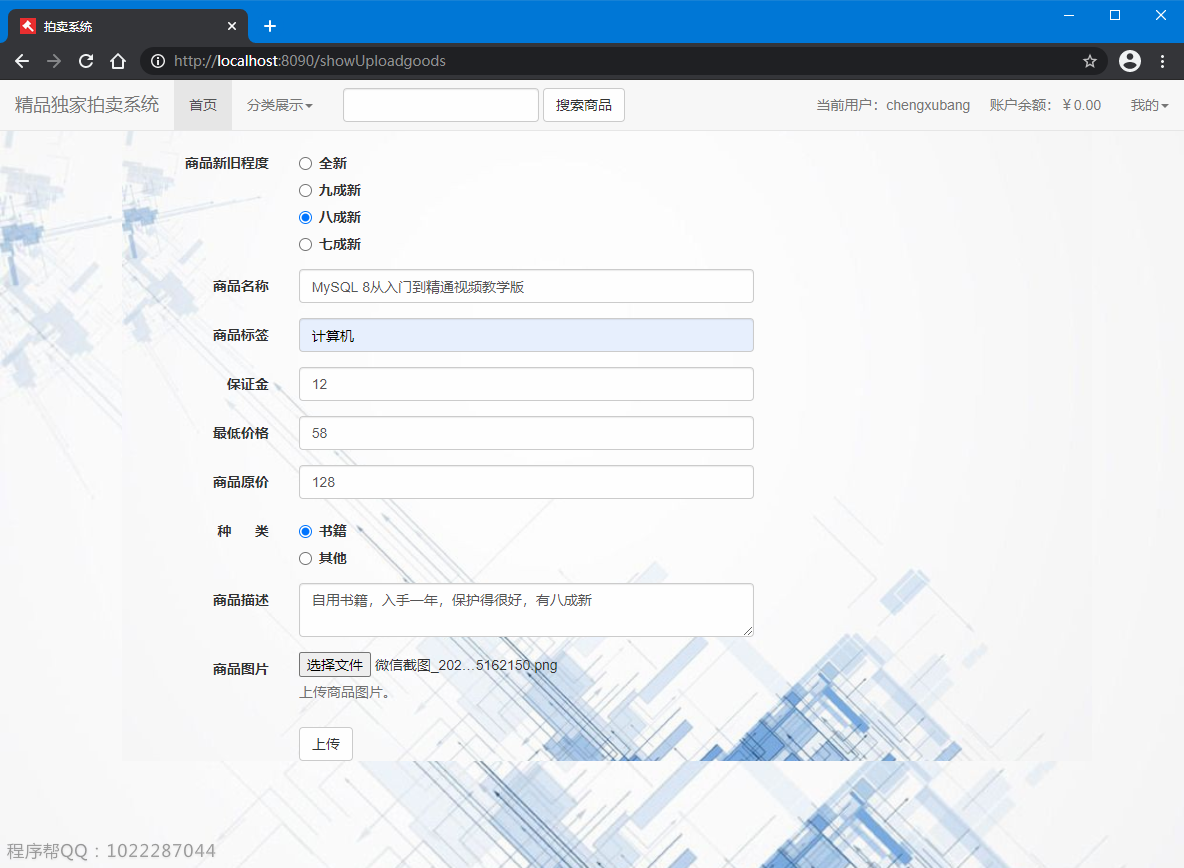 拍卖系统
http://localhost:8090/showUploadgoods
精品独家拍卖系统 首页 分类展示 搜索商品 当前用户：chengxubang 账户余额：￥0.00 我的
商品新旧程度 全新
九成新
八成新
七成新
商品名称 MySQL 8从入门到精通视频教学版
商品标签 计算机
保证金 12
最低价格 58
商品原价 128
种 类 书籍
其他
商品描述 自用书籍，入手一年，保护得很好，有八成新
商品图片 选择文件 微信截图_202...5162150.png
上传商品图片。
上传
程序帮QQ：1022287044